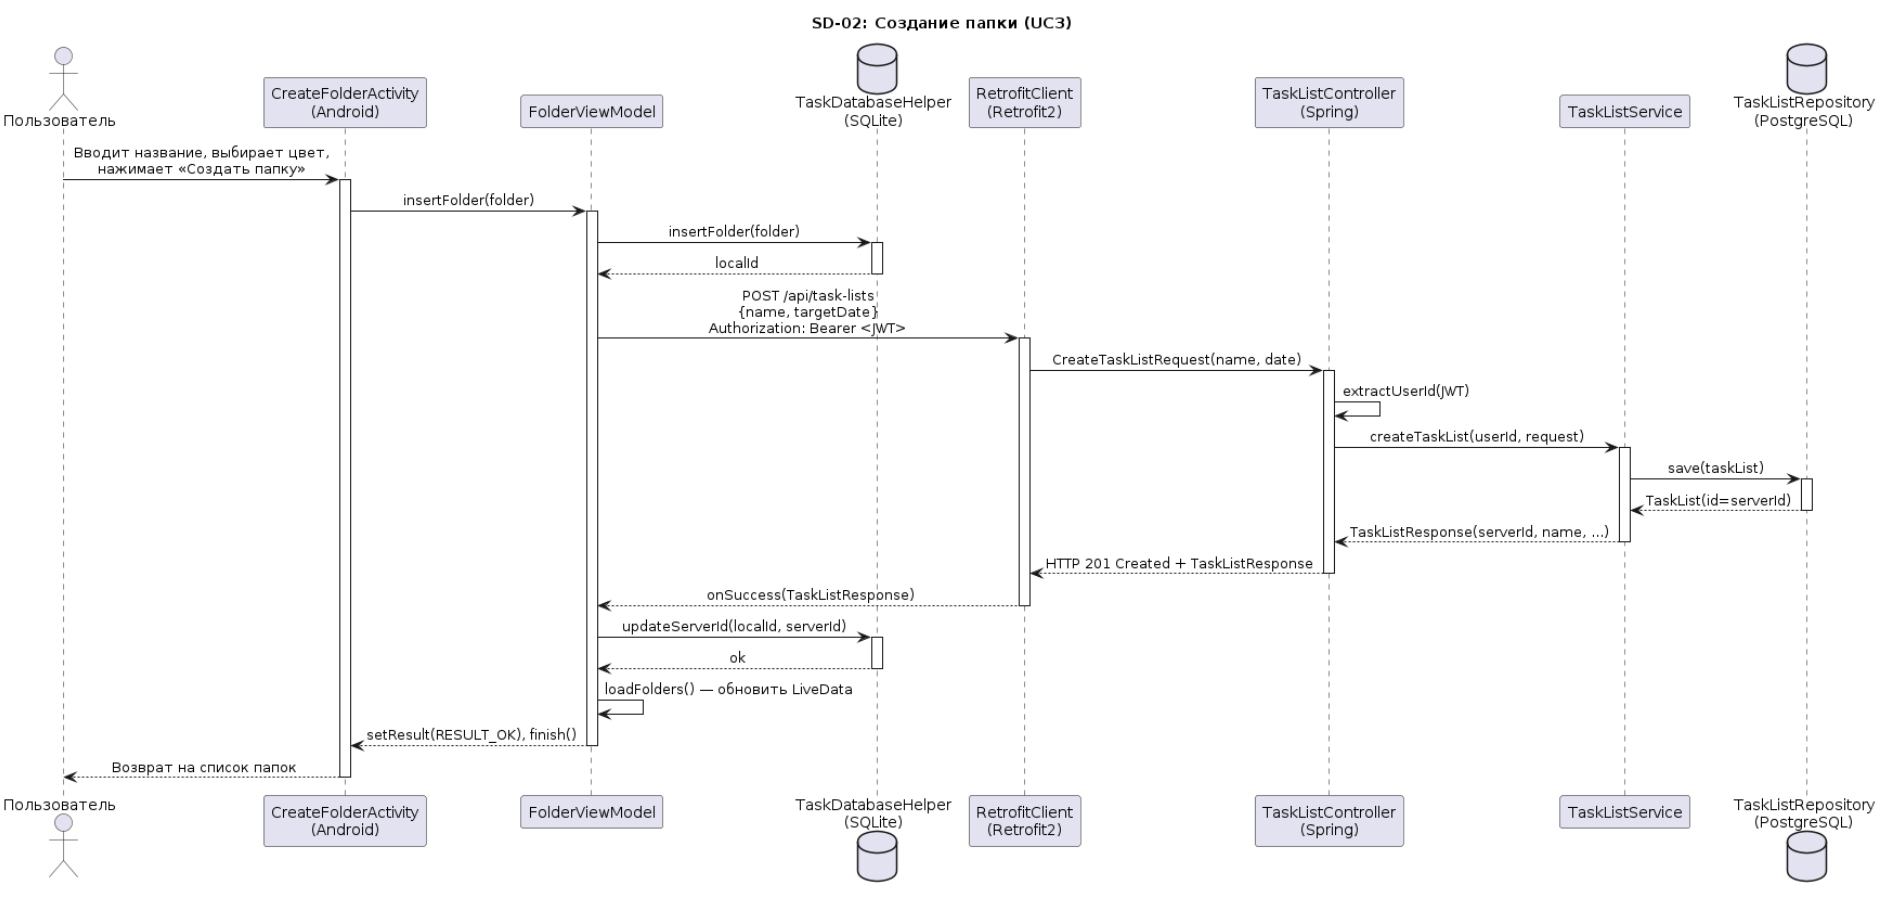 SD-02: Создание папки (UC3)
Пользователь
CreateFolderActivity
(Android)
FolderViewModel
TaskDatabaseHelper
(SQLite)
RetrofitClient
(Retrofit2)
TaskListController
(Spring)
TaskListService
TaskListRepository
(PostgreSQL)
Вводит название, выбирает цвет,
нажимает «Создать папку»
insertFolder(folder)
insertFolder(folder)
localId
POST /api/task-lists
{name, targetDate}
Authorization: Bearer <JWT>
CreateTaskListRequest(name, date)
extractUserId(JWT)
createTaskList(userId, request)
save(taskList)
TaskList(id=serverId)
TaskListResponse(serverId, name, ...)
HTTP 201 Created + TaskListResponse
onSuccess(TaskListResponse)
updateServerId(localId, serverId)
ok
loadFolders() — обновить LiveData
setResult(RESULT_OK), finish()
Возврат на список папок
Пользователь
CreateFolderActivity
(Android)
FolderViewModel
TaskDatabaseHelper
(SQLite)
RetrofitClient
(Retrofit2)
TaskListController
(Spring)
TaskListService
TaskListRepository
(PostgreSQL)